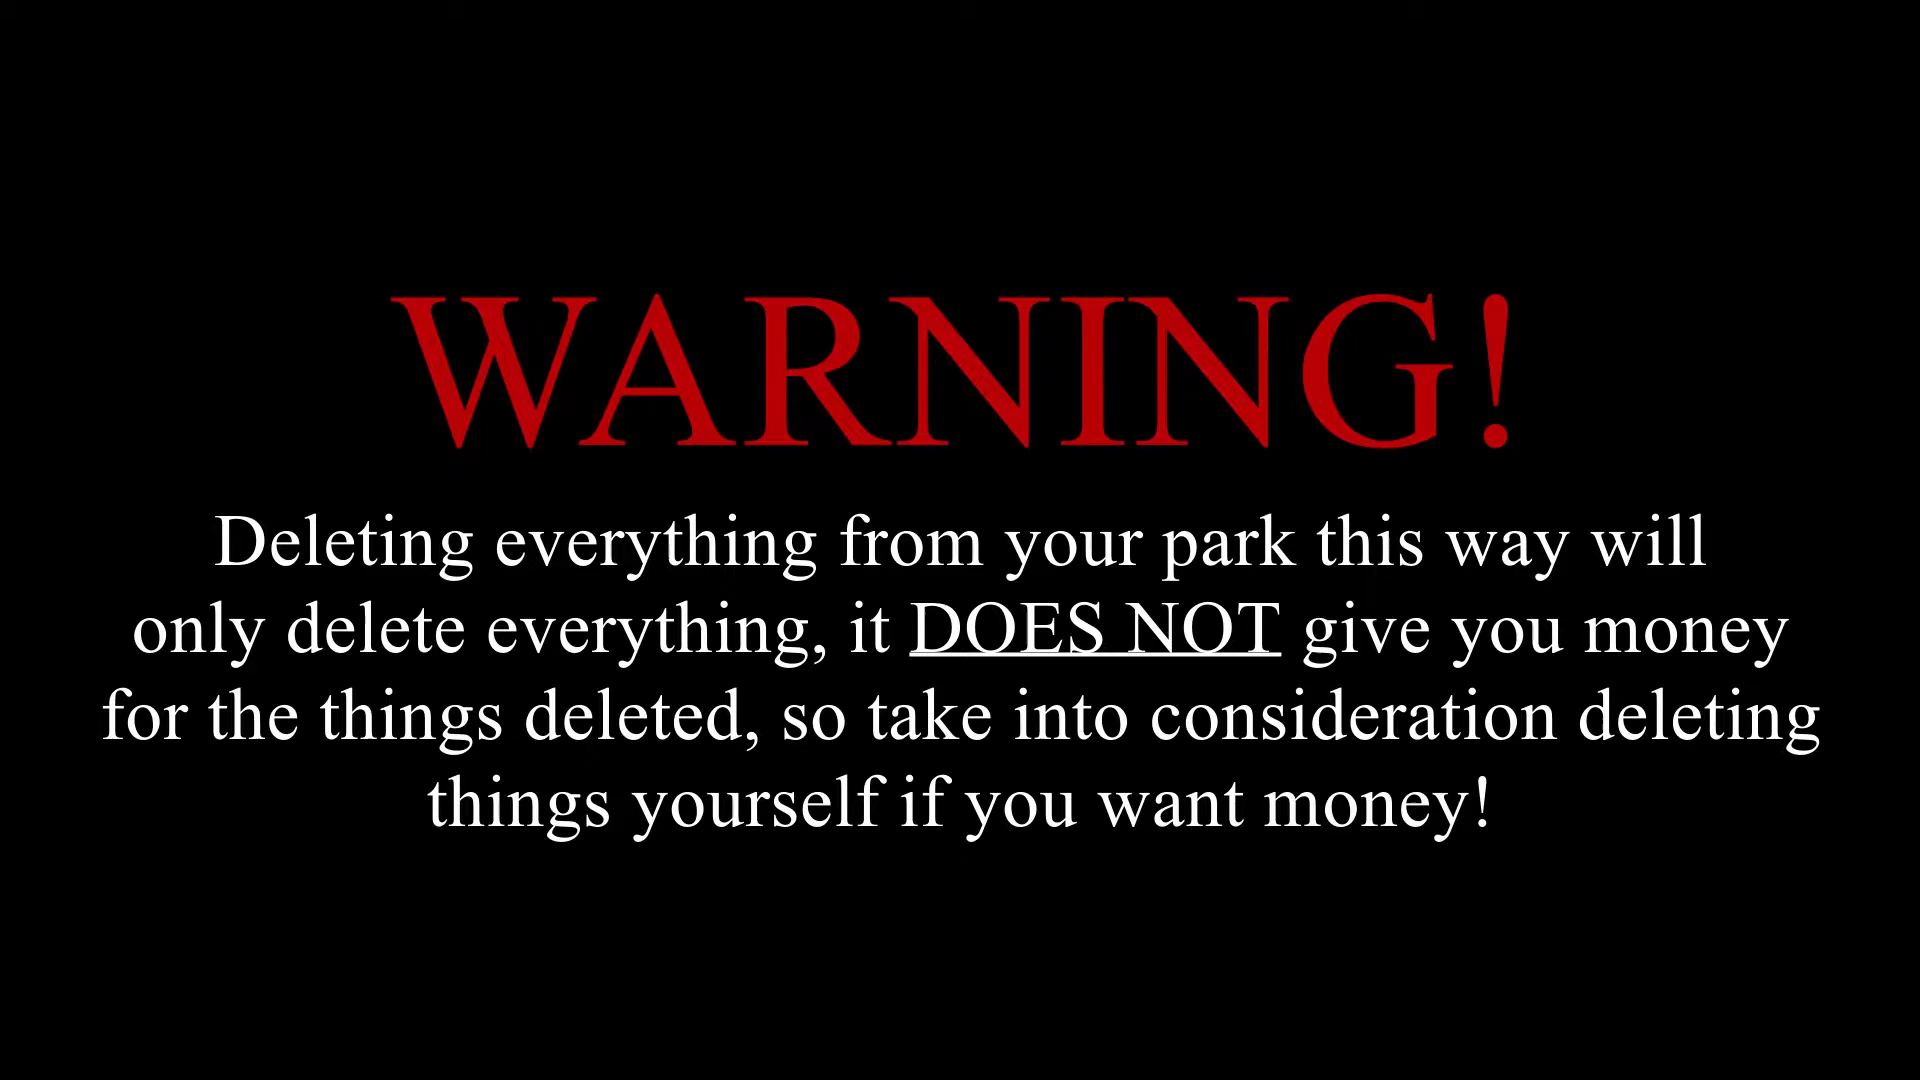 WARNING!
Deleting everything from your park this way will
only delete everything, it DOES NOT give you money
for the things deleted, so take into consideration deleting
things yourself if you want money!